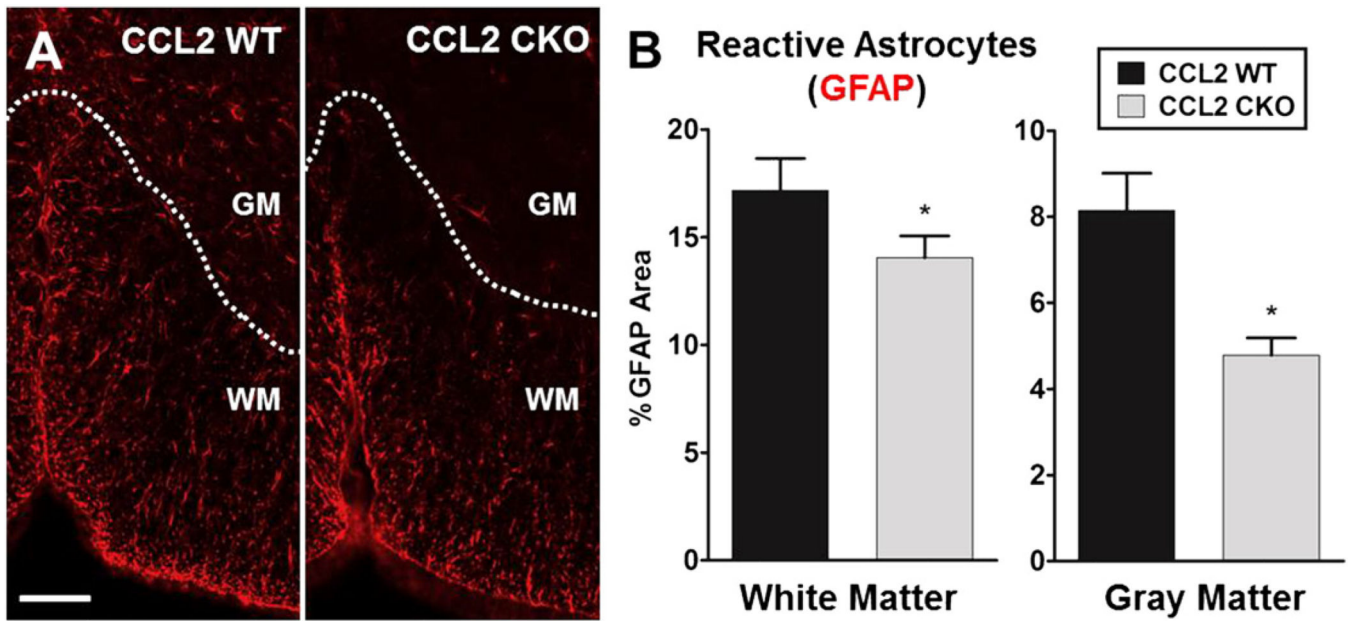 A
CCL2 WT
GM
WM
CCL2 CKO
GM
WM
B
Reactive Astrocytes
(GFAP)
CCL2 WT
CCL2 CKO
% GFAP Area
20
15
10
5
0
*
White Matter
10
8
6
4
2
0
*
Gray Matter